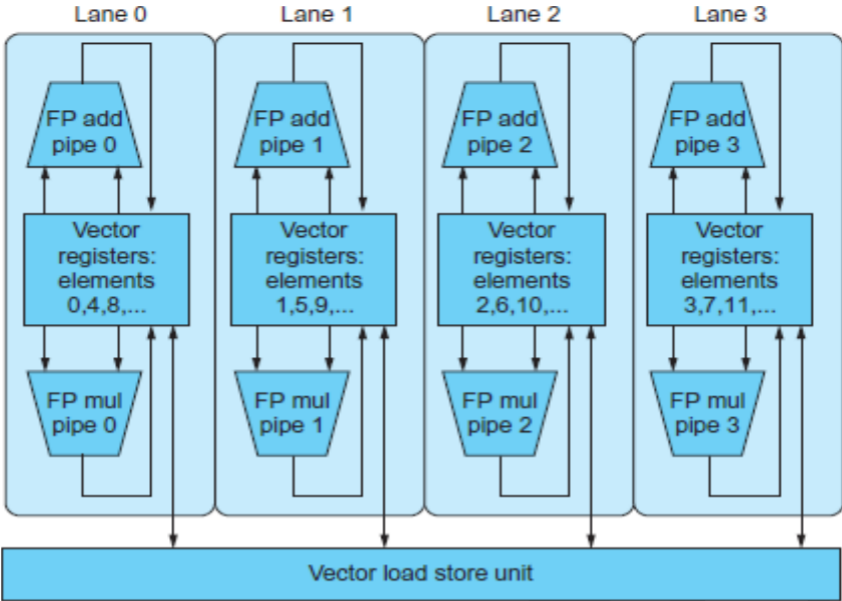 Lane 0
Lane 1
Lane 2
Lane 3
FP add
pipe 0
FP add
pipe 1
FP add
pipe 2
FP add
pipe 3
Vector
registers:
elements
0,4,8,...
Vector
registers:
elements
1,5,9,...
Vector
registers:
elements
2,6,10,...
Vector
registers:
elements
3,7,11,...
FP mul
pipe 0
FP mul
pipe 1
FP mul
pipe 2
FP mul
pipe 3
Vector load store unit